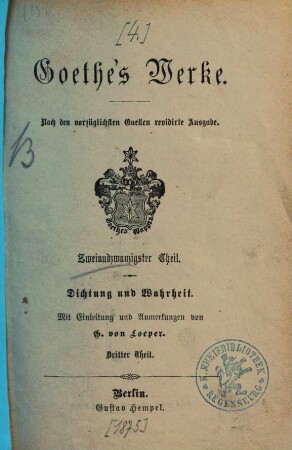 [4.]
Goethe's Werke.
Nach den vorzüglichsten Quellen revidirte Ausgabe.
B
Goethes Wappen
Zweiundzwanzigster Theil.
Dichtung und Wahrheit.
Mit Einleitung und Anmerkungen von
G. von Loeper.
Dritter Theil.
K. KREISBIBLIOTHEK
REGENSBURG
Berlin.
Gustav Hempel.
[1875]